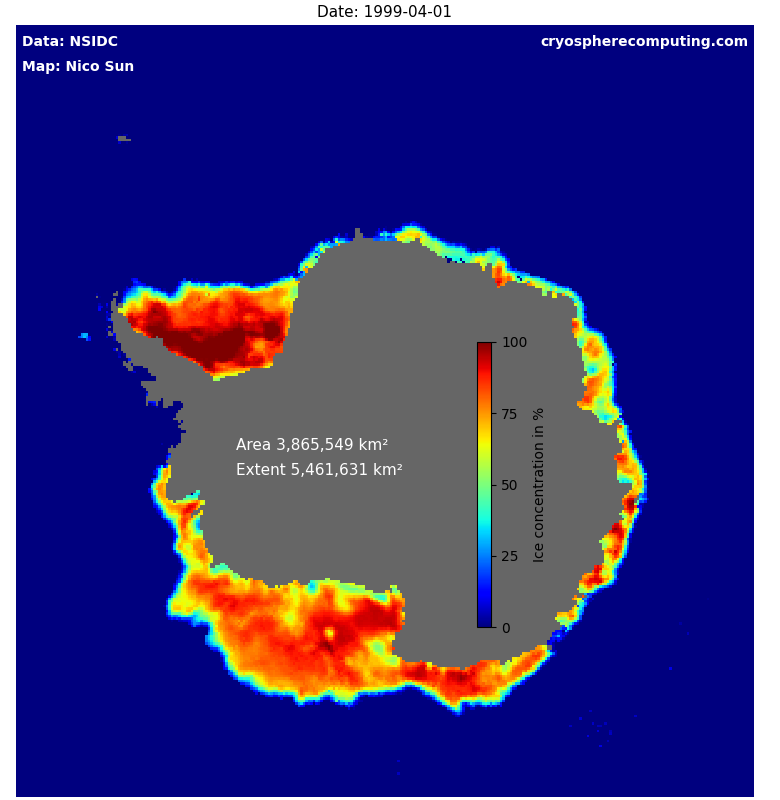 Date: 1999-04-01
Data: NSIDC
cryospherecomputing.com
Map: Nico Sun
100
75
50
25
0
Ice concentration in %
Area 3,865,549 km²
Extent 5,461,631 km²